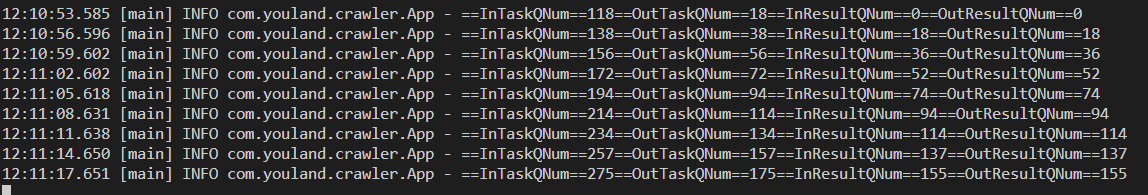 12:10:53.585 [main] INFO com.youland.crawler.App - ==InTaskQNum==118==OutTaskQNum==18==InResultQNum==0==OutResultQNum==0
12:10:56.596 [main] INFO com.youland.crawler.App - ==InTaskQNum==138==OutTaskQNum==38==InResultQNum==18==OutResultQNum==18
12:10:59.602 [main] INFO com.youland.crawler.App - ==InTaskQNum==156==OutTaskQNum==56==InResultQNum==36==OutResultQNum==36
12:11:02.602 [main] INFO com.youland.crawler.App - ==InTaskQNum==172==OutTaskQNum==72==InResultQNum==52==OutResultQNum==52
12:11:05.618 [main] INFO com.youland.crawler.App - ==InTaskQNum==194==OutTaskQNum==94==InResultQNum==74==OutResultQNum==74
12:11:08.631 [main] INFO com.youland.crawler.App - ==InTaskQNum==214==OutTaskQNum==114==InResultQNum==94==OutResultQNum==94
12:11:11.638 [main] INFO com.youland.crawler.App - ==InTaskQNum==234==OutTaskQNum==134==InResultQNum==114==OutResultQNum==114
12:11:14.650 [main] INFO com.youland.crawler.App - ==InTaskQNum==257==OutTaskQNum==157==InResultQNum==137==OutResultQNum==137
12:11:17.651 [main] INFO com.youland.crawler.App - ==InTaskQNum==275==OutTaskQNum==175==InResultQNum==155==OutResultQNum==155